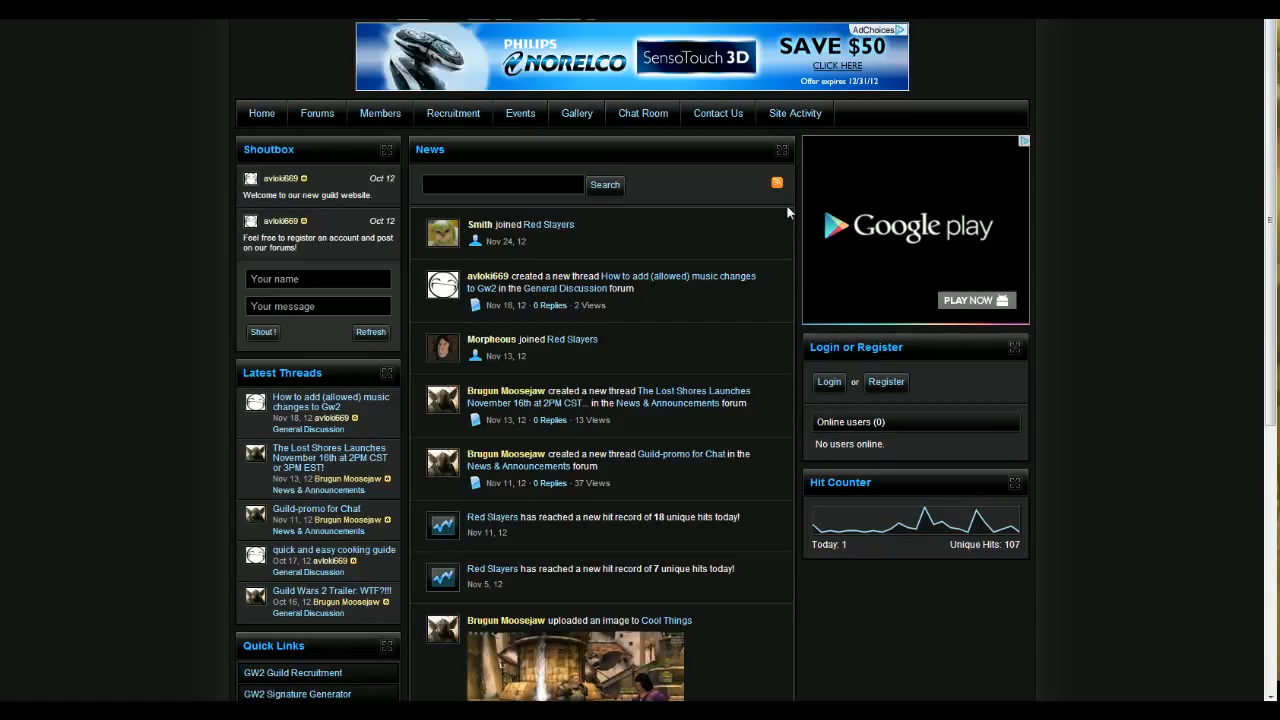 PHILIPS
NORELCO
SensoTouch 3D
SAVE $50
CLICK HERE
Offer expires 12/31/12
AdChoices
Home
Forums
Members
Recruitment
Events
Gallery
Chat Room
Contact Us
Site Activity
Shoutbox
avloki669
Oct 12
Welcome to our new guild website.
avloki669
Oct 12
Feel free to register an account and post
on our forums!
Your name
Your message
Shout!
Refresh
Latest Threads
How to add (allowed) music
changes to Gw2
Nov 18, 12 avloki669
General Discussion
The Lost Shores Launches
November 16th at 2PM CST
or 3PM EST!
Nov 13, 12 Brugun Moosejaw
News & Announcements
Guild-promo for Chat
Nov 11, 12 Brugun Moosejaw
News & Announcements
quick and easy cooking guide
Oct 17, 12 avloki669
General Discussion
Guild Wars 2 Trailer: WTF?!!!
Oct 16, 12 Brugun Moosejaw
General Discussion
Quick Links
GW2 Guild Recruitment
GW2 Signature Generator
News
Search
Smith joined Red Slayers
Nov 24, 12
avloki669 created a new thread How to add (allowed) music changes
to Gw2 in the General Discussion forum
Nov 18, 12 · 0 Replies · 2 Views
Morpheous joined Red Slayers
Nov 13, 12
Brugun Moosejaw created a new thread The Lost Shores Launches
November 16th at 2PM CST... in the News & Announcements forum
Nov 13, 12 · 0 Replies · 13 Views
Brugun Moosejaw created a new thread Guild-promo for Chat in the
News & Announcements forum
Nov 11, 12 · 0 Replies · 37 Views
Red Slayers has reached a new hit record of 18 unique hits today!
Nov 11, 12
Red Slayers has reached a new hit record of 7 unique hits today!
Nov 5, 12
Brugun Moosejaw uploaded an image to Cool Things
Google play
PLAY NOW
Login or Register
Login or Register
Online users (0)
No users online.
Hit Counter
Today: 1
Unique Hits: 107